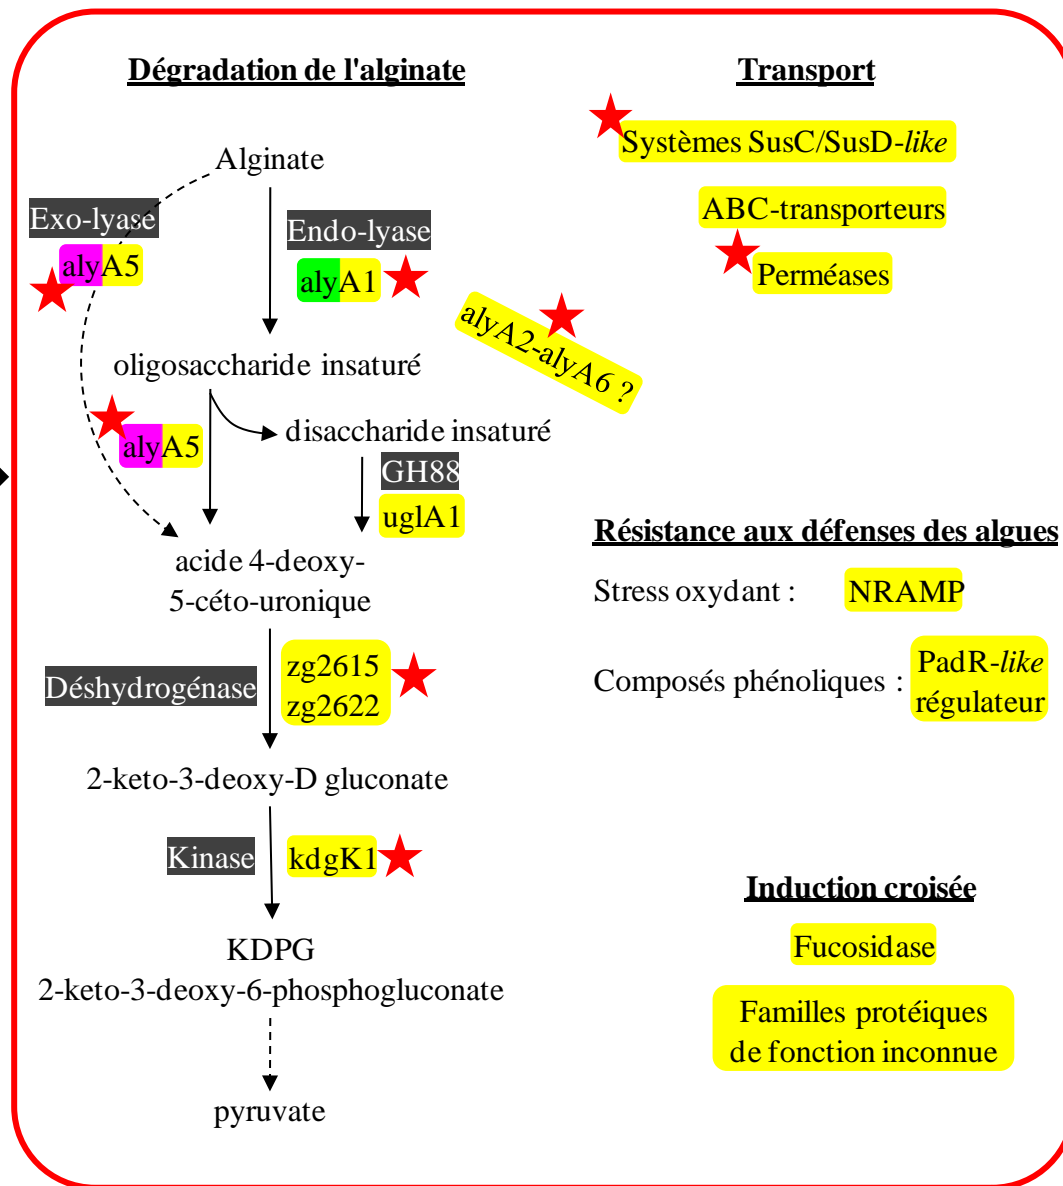 Dégradation de l'alginate
Alginate
Exo-lyase
alyA5
Endo-lyase
alyA1
alyA2-alyA6 ?
oligosaccharide insaturé
alyA5
disaccharide insaturé
GH88
uglA1
acide 4-deoxy-
5-céto-uronique
Déshydrogénase
zg2615
zg2622
2-keto-3-deoxy-D gluconate
Kinase
kdgK1
KDPG
2-keto-3-deoxy-6-phosphogluconate
pyruvate
Transport
Systèmes SusC/SusD-like
ABC-transporteurs
Perméases
Résistance aux défenses des algues
Stress oxydant :
NRAMP
Composés phénoliques :
PadR-like
régulateur
Induction croisée
Fucosidase
Familles protéiques
de fonction inconnue